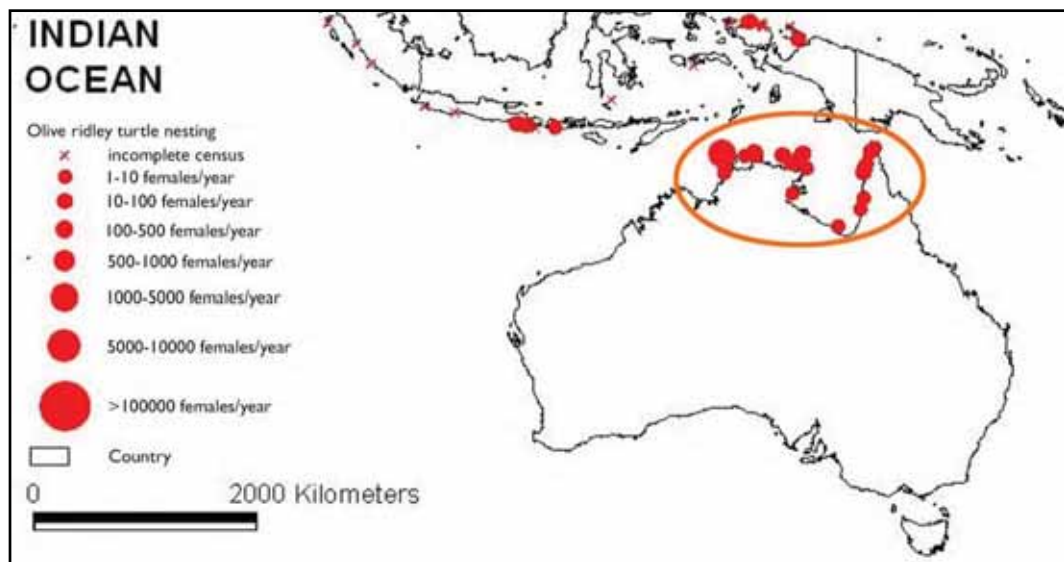 INDIAN
OCEAN
Olive ridley turtle nesting
incomplete census
1-10 females/year
10-100 females/year
100-500 females/year
500-1000 females/year
1000-5000 females/year
5000-10000 females/year
>100000 females/year
Country
0 2000 Kilometers